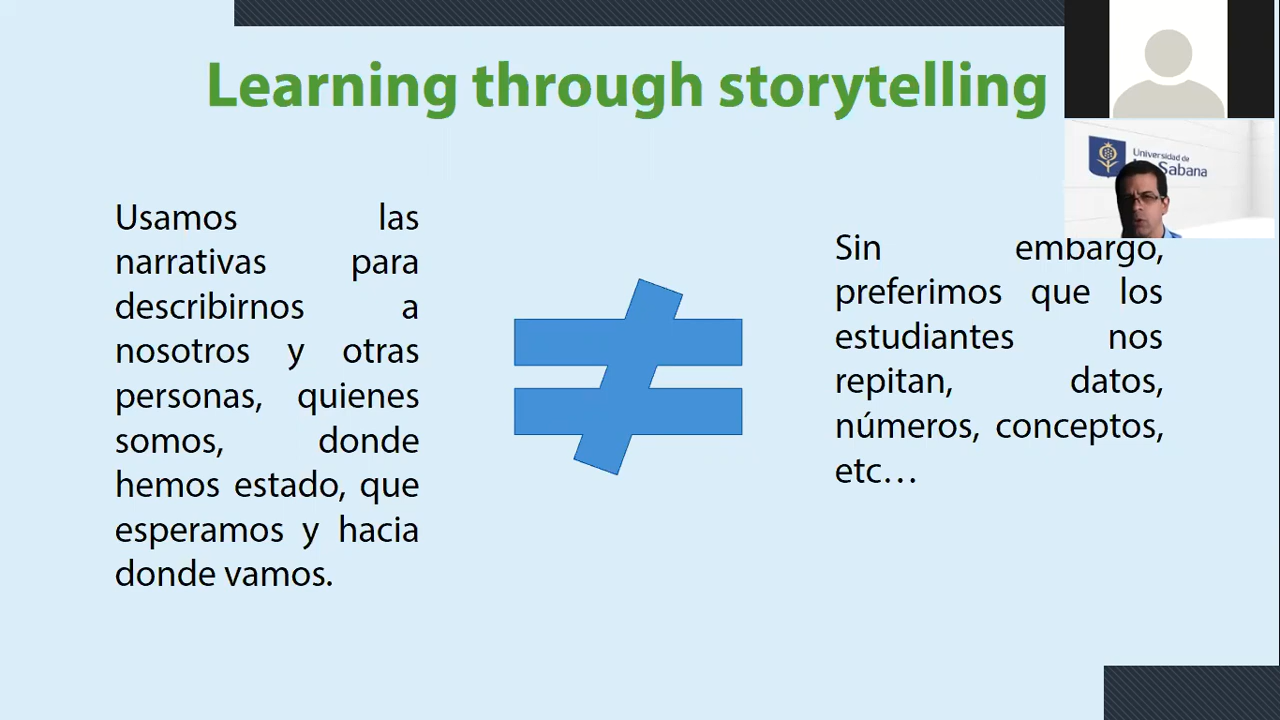 Learning through storytelling
Universidad de
Sabana
Usamos las
narrativas para
describirnos a
nosotros y otras
personas, quienes
somos, donde
hemos estado, que
esperamos y hacia
donde vamos.
Sin embargo,
preferimos que los
estudiantes nos
repitan, datos,
números, conceptos,
etc…